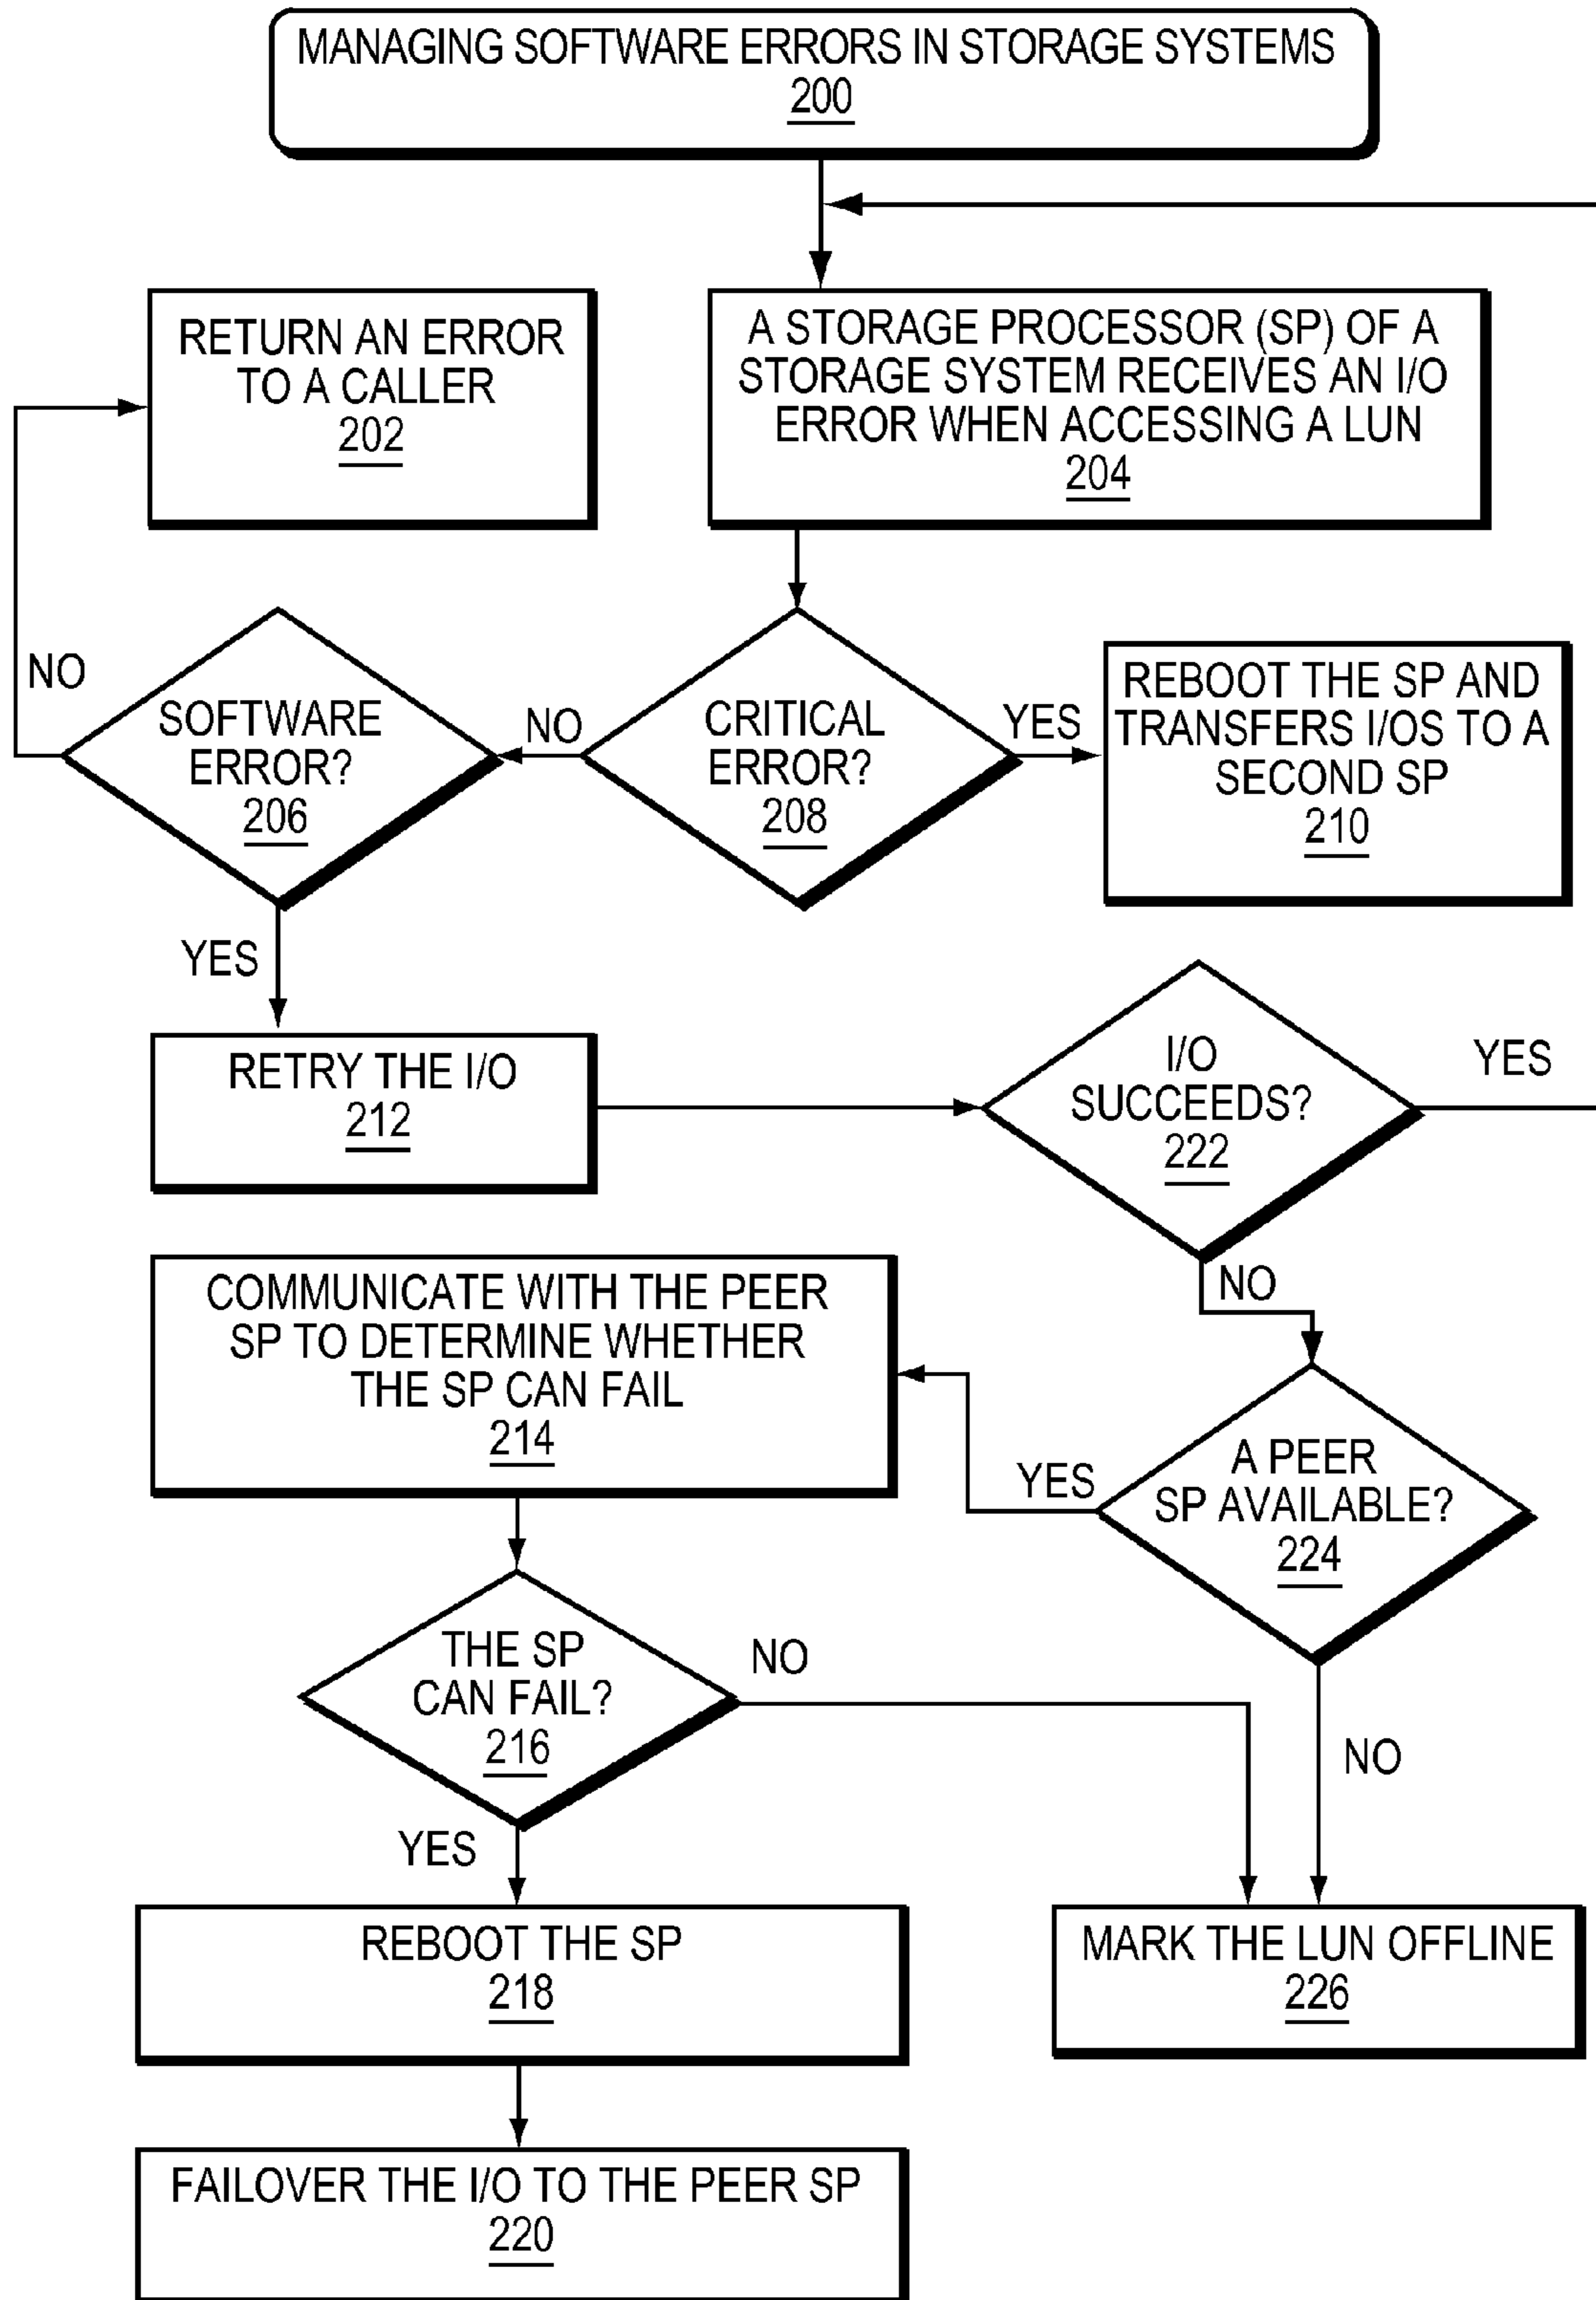 MANAGING SOFTWARE ERRORS IN STORAGE SYSTEMS
200
RETURN AN ERROR
TO A CALLER
202
A STORAGE PROCESSOR (SP) OF A
STORAGE SYSTEM RECEIVES AN I/O
ERROR WHEN ACCESSING A LUN
204
NO
SOFTWARE
ERROR?
206
NO
CRITICAL
ERROR?
208
YES
REBOOT THE SP AND
TRANSFERS I/OS TO A
SECOND SP
210
YES
RETRY THE I/O
212
I/O
SUCCEEDS?
222
YES
NO
COMMUNICATE WITH THE PEER
SP TO DETERMINE WHETHER
THE SP CAN FAIL
214
YES
A PEER
SP AVAILABLE?
224
THE SP
CAN FAIL?
216
NO
NO
YES
REBOOT THE SP
218
MARK THE LUN OFFLINE
226
FAILOVER THE I/O TO THE PEER SP
220